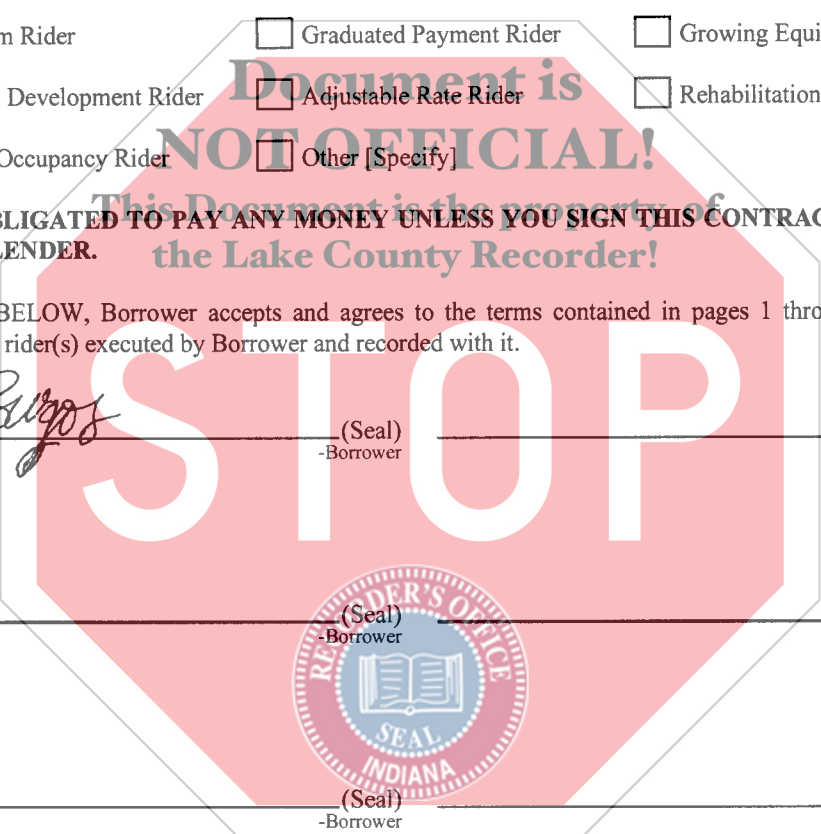 m Rider Graduated Payment Rider Growing Equi
Development Rider Adjustable Rate Rider Rehabilitation
Occupancy Rider Other [Specify]
Document is
NOT OFFICIAL!
This Document is the property of
the Lake County Recorder!
BLIGATED TO PAY ANY MONEY UNLESS YOU SIGN THIS CONTRAC
LENDER.
BELOW, Borrower accepts and agrees to the terms contained in pages 1 thro
rider(s) executed by Borrower and recorded with it.
STOP
(Seal)
-Borrower
(Seal)
-Borrower
RECORDER'S OFFICE
SEAL
INDIANA
(Seal)
-Borrower